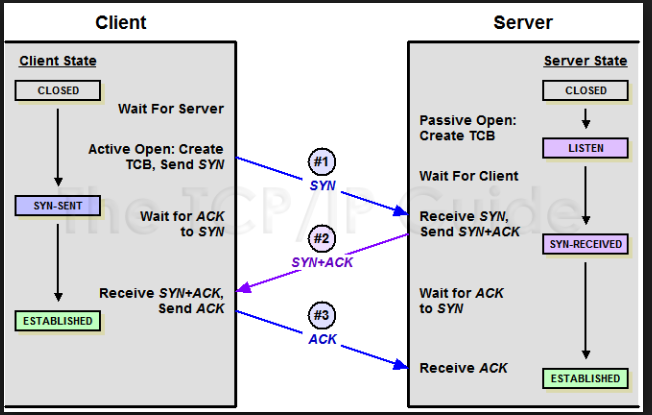 Client
Server
Client State
CLOSED
Wait For Server
Active Open: Create
TCB, Send SYN
SYN-SENT
Wait for ACK
to SYN
Receive SYN+ACK,
Send ACK
ESTABLISHED
#1
SYN
#2
SYN+ACK
#3
ACK
Server State
CLOSED
Passive Open:
Create TCB
LISTEN
Wait For Client
Receive SYN,
Send SYN+ACK
SYN-RECEIVED
Wait for ACK
to SYN
Receive ACK
ESTABLISHED
The TCP/IP Guide